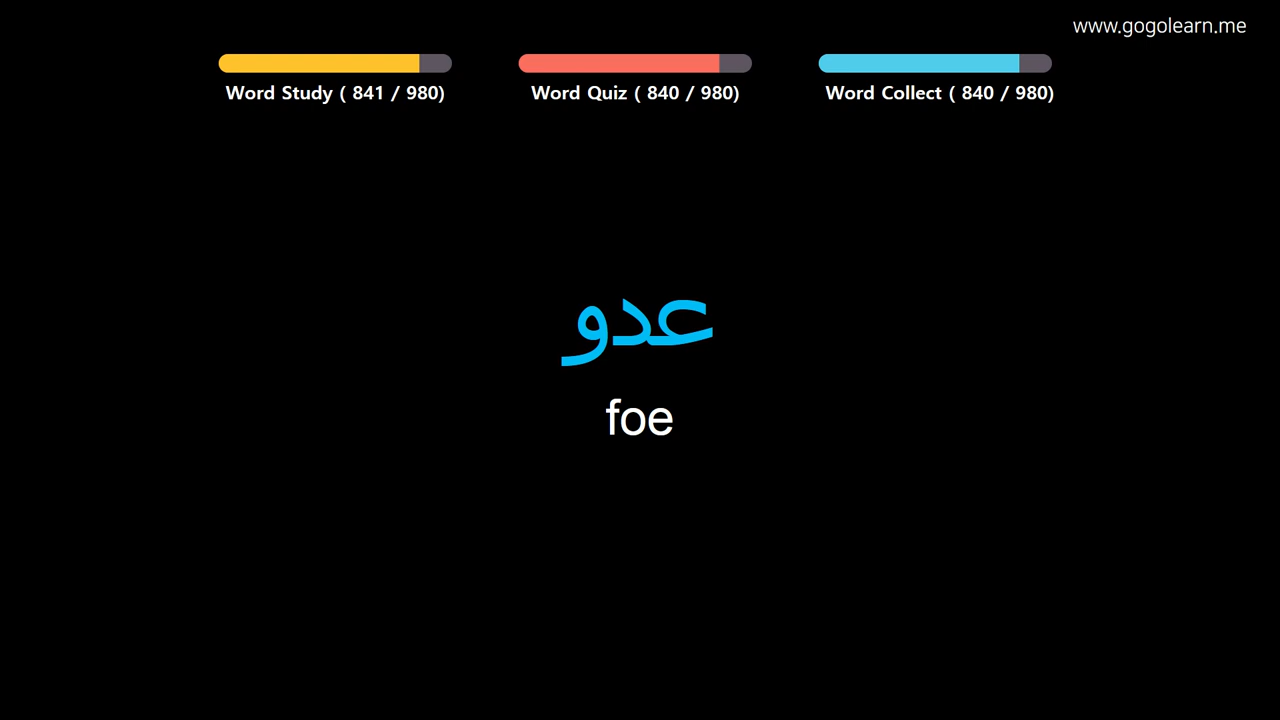 www.gogolearn.me
Word Study ( 841 / 980)
Word Quiz ( 840 / 980)
Word Collect ( 840 / 980)
عدو
foe